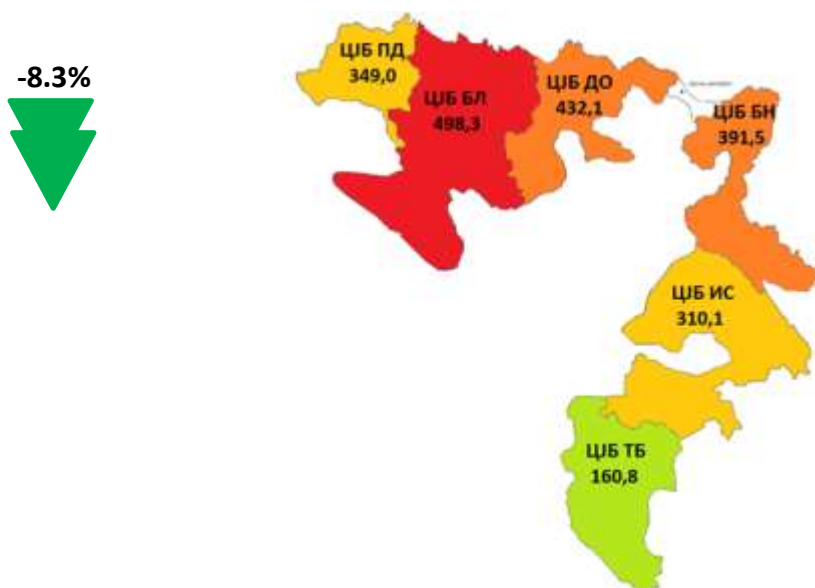 -8.3%
ЦЈБ ПД
349,0
ЦЈБ БЛ
498,3
ЦЈБ ДО
432,1
ЦЈБ БН
391,5
ЦЈБ ИС
310,1
ЦЈБ ТБ
160,8